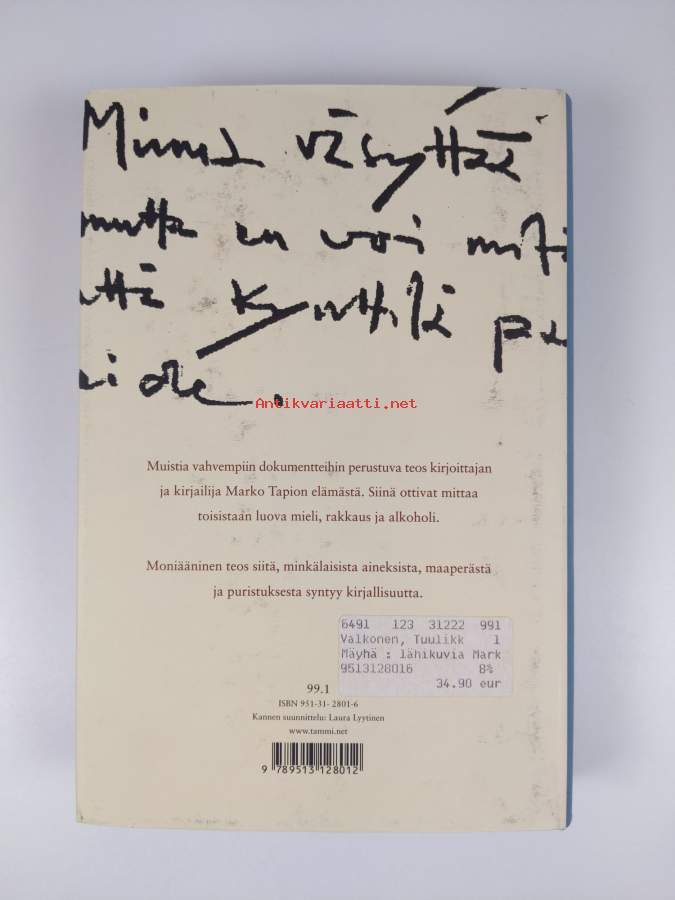 Minua väsyttää
mutta en voi mitä
että kynttilä pa
Antikvariaatti.net
Muistia vahvempiin dokumentteihin perustuva teos kirjoittajan
ja kirjailija Marko Tapion elämästä. Siinä ottivat mittaa
toisistaan luova mieli, rakkaus ja alkoholi.
Moniääninen teos siitä, minkälaisista aineksista, maaperästä
ja puristuksesta syntyy kirjallisuutta.
6491 123 31222 991
Valkonen, Tuulikk 1
Mäyhä : lähikuvia Mark
9513128016 8%
34.90 eur
99.1
ISBN 951-31- 2801-6
Kannen suunnittelu: Laura Lyytinen
www.tammi.net
9 789513 128012